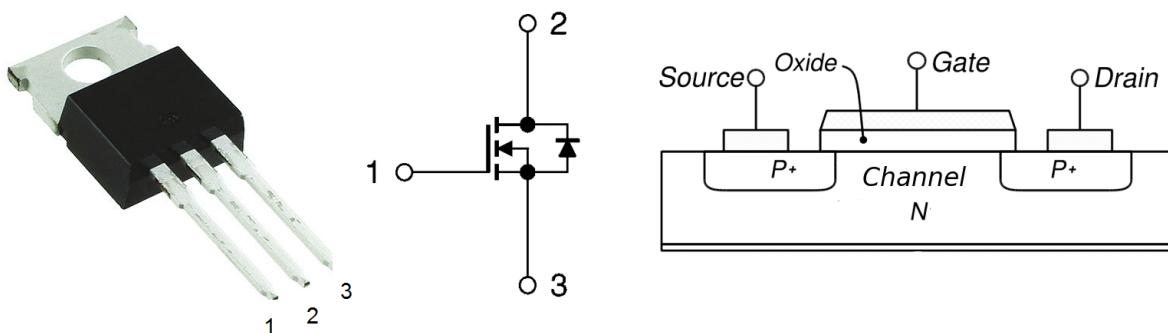 1
2
3
2
1
3
Source
Oxide
Gate
Drain
P+
Channel
P+
N